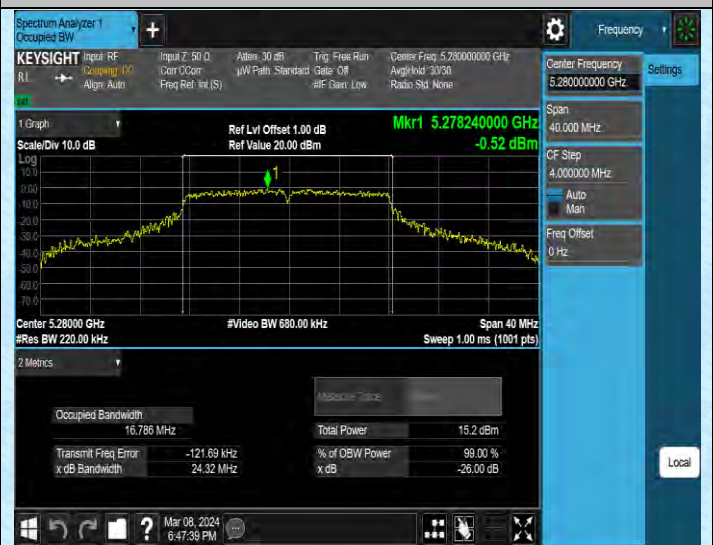 Spectrum Analyzer 1
Occupied BW
+
Frequency
KEYSIGHT Input: RF
Coupling: DC
Align: Auto
RL
Input Z: 50 Ω
Corr CCorr
Freq Ref: Int (S)
Atten: 30 dB
µW Path: Standard
Trig: Free Run
Gate: Off
#IF Gain: Low
Center Freq: 5.280000000 GHz
Avg|Hold: 30/30
Radio Std: None
1 Graph
Scale/Div 10.0 dB
Ref Lvl Offset 1.00 dB
Ref Value 20.00 dBm
Mkr1 5.278240000 GHz
-0.52 dBm
Log
10.0
0.00
-10.0
-20.0
-30.0
-40.0
-50.0
-60.0
-70.0
1
Center 5.28000 GHz
#Res BW 220.00 kHz
#Video BW 680.00 kHz
Span 40 MHz
Sweep 1.00 ms (1001 pts)
2 Metrics
Measure Trace
Occupied Bandwidth
16.786 MHz
Total Power 15.2 dBm
Transmit Freq Error -121.69 kHz
% of OBW Power 99.00 %
x dB Bandwidth 24.32 MHz
x dB -26.00 dB
Center Frequency
5.280000000 GHz
Settings
Span
40.000 MHz
CF Step
4.000000 MHz
Auto
Man
Freq Offset
0 Hz
Local
?
Mar 08, 2024
6:47:39 PM